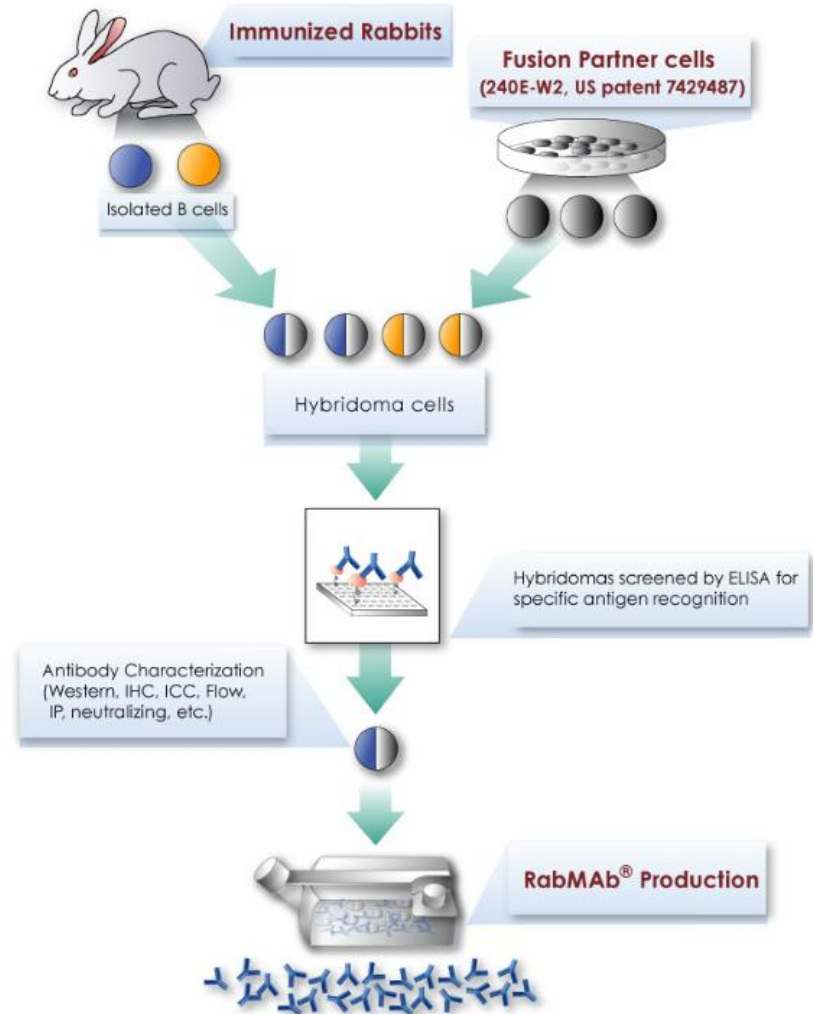 Immunized Rabbits
Fusion Partner cells
(240E-W2, US patent 7429487)
Isolated B cells
Hybridoma cells
Hybridomas screened by ELISA for
specific antigen recognition
Antibody Characterization
(Western, IHC, ICC, Flow,
IP, neutralizing, etc.)
RabMAb® Production